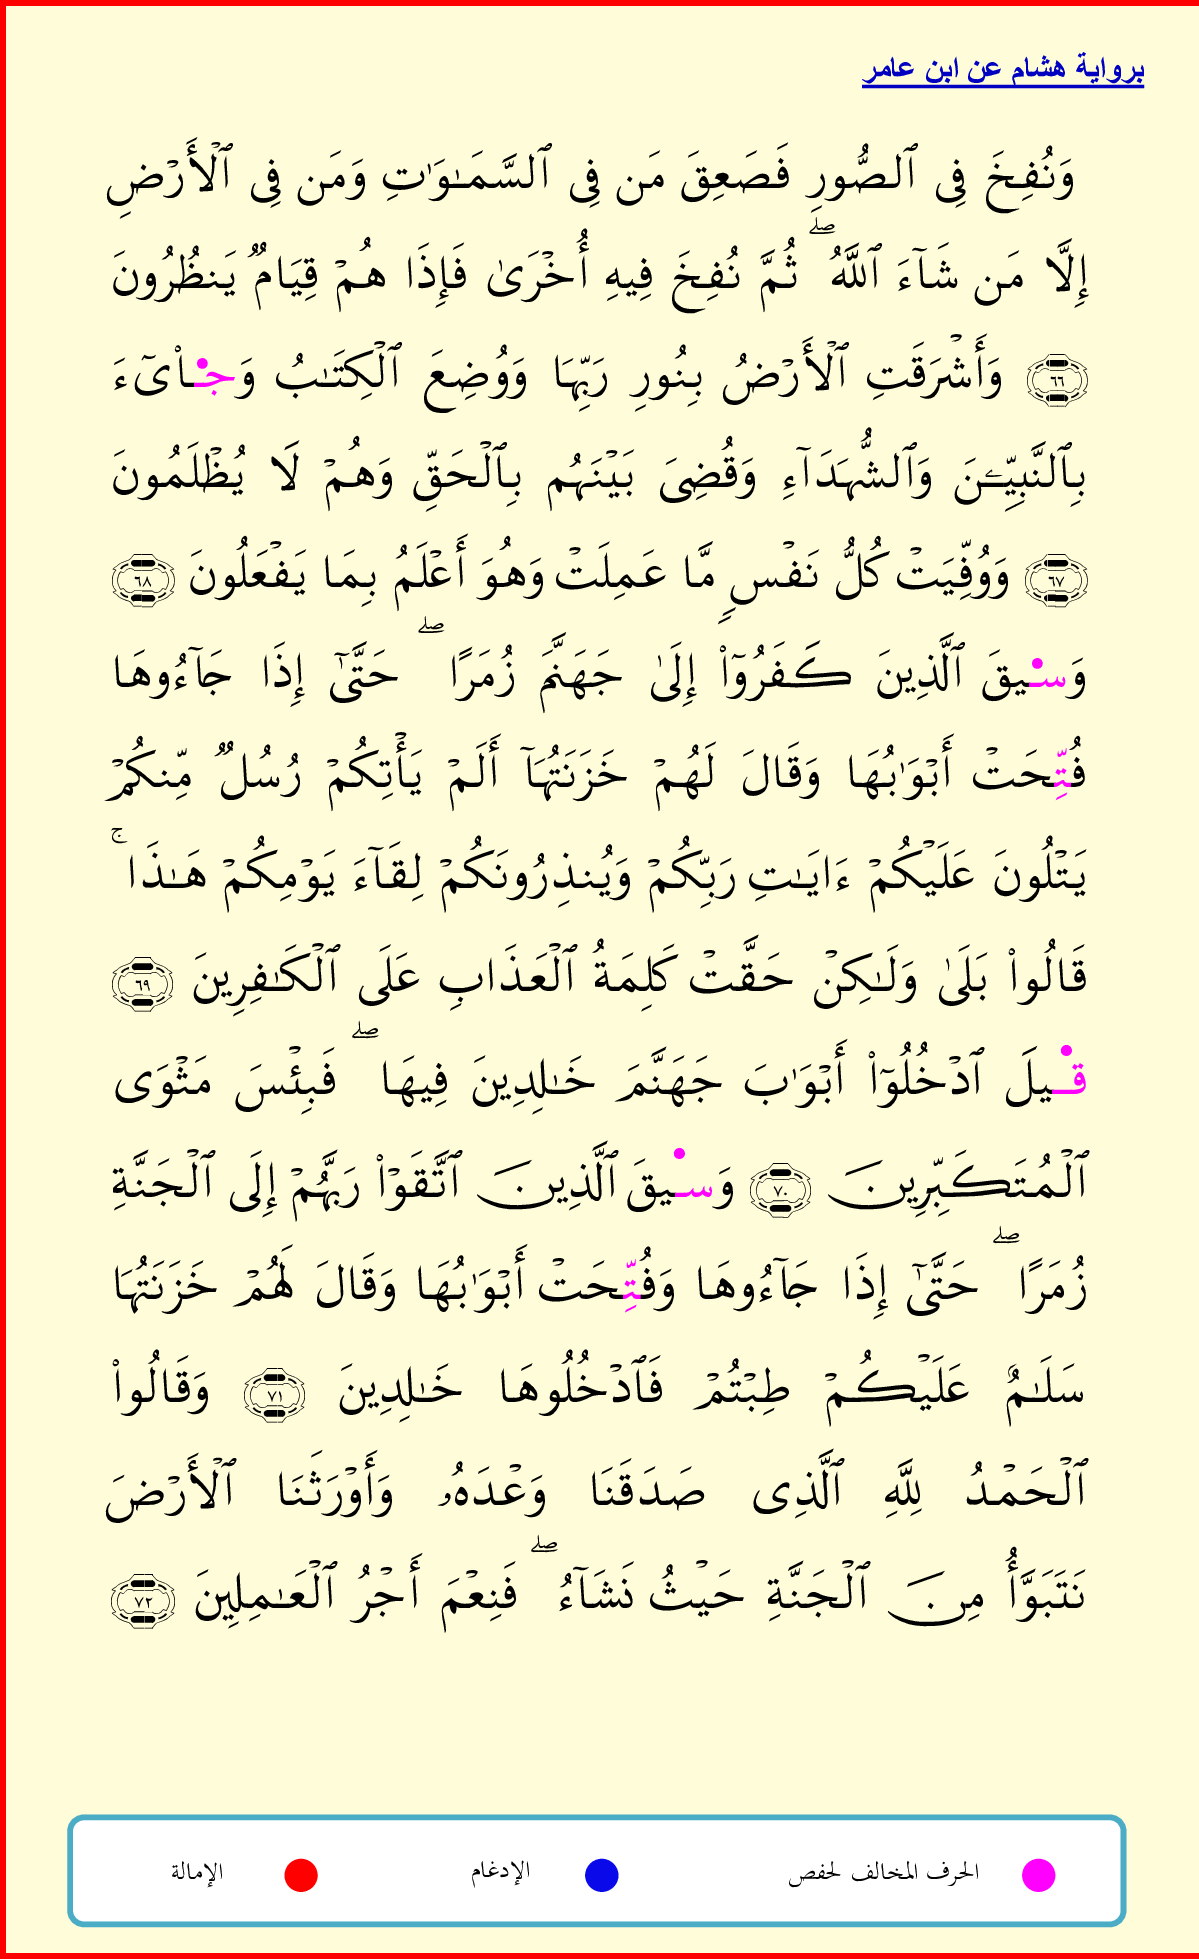 برواية هشام عن ابن عامر
وَنُفِخَ فِي ٱلصُّورِ فَصَعِقَ مَن فِي ٱلسَّمَـٰوَٰتِ وَمَن فِي ٱلۡأَرۡضِ
إِلَّا مَن شَآءَ ٱللَّهُۖ ثُمَّ نُفِخَ فِيهِ أُخۡرَىٰ فَإِذَا هُمۡ قِيَامٞ يَنظُرُونَ
٦٦ وَأَشۡرَقَتِ ٱلۡأَرۡضُ بِنُورِ رَبِّهَا وَوُضِعَ ٱلۡكِتَـٰبُ وَجِاْيٓءَ
بِٱلنَّبِيِّـۧنَ وَٱلشُّهَدَآءِ وَقُضِيَ بَيۡنَهُم بِٱلۡحَقِّ وَهُمۡ لَا يُظۡلَمُونَ
٦٧ وَوُفِّيَتۡ كُلُّ نَفۡسٖ مَّا عَمِلَتۡ وَهُوَ أَعۡلَمُ بِمَا يَفۡعَلُونَ ٦٨
وَس۬يقَ ٱلَّذِينَ كَفَرُوٓاْ إِلَىٰ جَهَنَّمَ زُمَرًاۖ حَتَّىٰٓ إِذَا جَآءُوهَا
فُتِّحَتۡ أَبۡوَٰبُهَا وَقَالَ لَهُمۡ خَزَنَتُهَآ أَلَمۡ يَأۡتِكُمۡ رُسُلٞ مِّنكُمۡ
يَتۡلُونَ عَلَيۡكُمۡ ءَايَـٰتِ رَبِّكُمۡ وَيُنذِرُونَكُمۡ لِقَآءَ يَوۡمِكُمۡ هَـٰذَاۚ
قَالُواْ بَلَىٰ وَلَـٰكِنۡ حَقَّتۡ كَلِمَةُ ٱلۡعَذَابِ عَلَى ٱلۡكَـٰفِرِينَ ٦٩
ق۬يلَ ٱدۡخُلُوٓاْ أَبۡوَٰبَ جَهَنَّمَ خَـٰلِدِينَ فِيهَاۖ فَبِئۡسَ مَثۡوَى
ٱلۡمُتَكَبِّرِينَ ٧٠ وَس۬يقَ ٱلَّذِينَ ٱتَّقَوۡاْ رَبَّهُمۡ إِلَى ٱلۡجَنَّةِ
زُمَرًاۖ حَتَّىٰٓ إِذَا جَآءُوهَا وَفُتِّحَتۡ أَبۡوَٰبُهَا وَقَالَ لَهُمۡ خَزَنَتُهَا
سَلَـٰمٌ عَلَيۡكُمۡ طِبۡتُمۡ فَٱدۡخُلُوهَا خَـٰلِدِينَ ٧١ وَقَالُواْ
ٱلۡحَمۡدُ لِلَّهِ ٱلَّذِي صَدَقَنَا وَعۡدَهُۥ وَأَوۡرَثَنَا ٱلۡأَرۡضَ
نَتَبَوَّأُ مِنَ ٱلۡجَنَّةِ حَيۡثُ نَشَآءُۖ فَنِعۡمَ أَجۡرُ ٱلۡعَـٰمِلِينَ ٧٢
الحرف المخالف لحفص الإدغام الإمالة